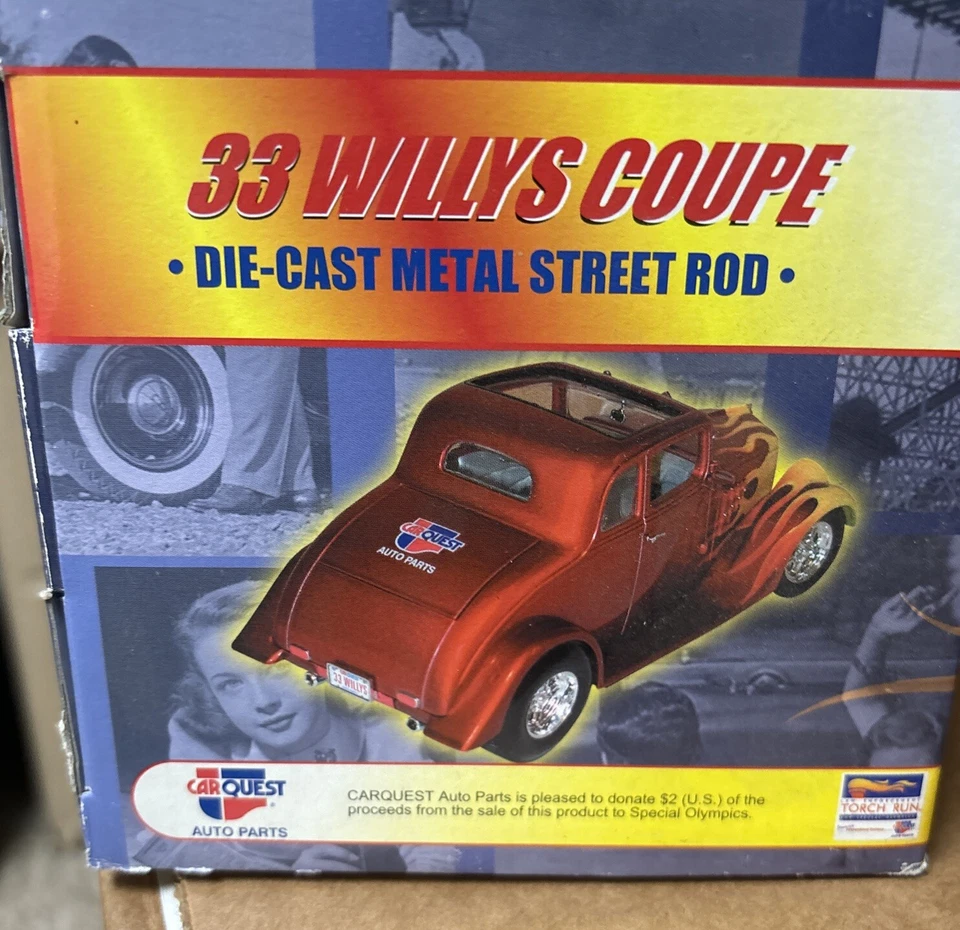 33 WILLYS COUPE
• DIE-CAST METAL STREET ROD •
CARQUEST
AUTO PARTS
33 WILLYS
CARQUEST
AUTO PARTS
CARQUEST Auto Parts is pleased to donate $2 (U.S.) of the
proceeds from the sale of this product to Special Olympics.
TORCH RUN